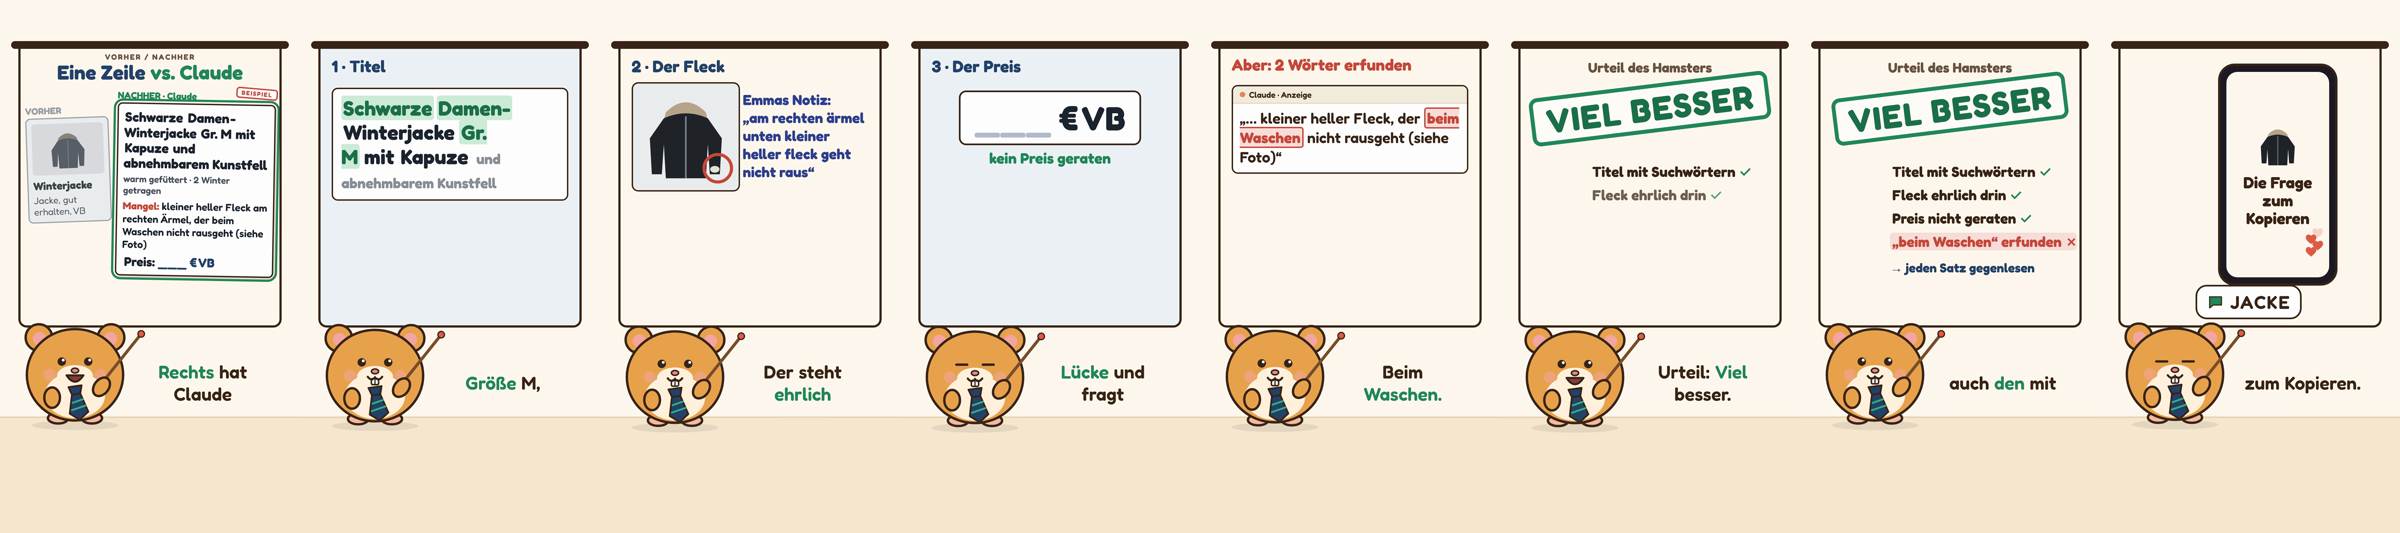 VORHER / NACHHER
Eine Zeile vs. Claude
VORHER
Winterjacke
Jacke, gut
erhalten, VB
NACHHER · Claude
BEISPIEL
Schwarze Damen-
Winterjacke Gr. M mit
Kapuze und
abnehmbarem Kunstfell
warm gefüttert · 2 Winter
getragen
Mangel: kleiner heller Fleck am
rechten Ärmel, der beim
Waschen nicht rausgeht (siehe
Foto)
Preis: ___ € VB
Rechts hat
Claude
1 · Titel
Schwarze Damen-
Winterjacke Gr.
M mit Kapuze und
abnehmbarem Kunstfell
Größe M,
2 · Der Fleck
Emmas Notiz:
„am rechten ärmel
unten kleiner
heller fleck geht
nicht raus“
Der steht
ehrlich
3 · Der Preis
___ € VB
kein Preis geraten
Lücke und
fragt
Aber: 2 Wörter erfunden
Claude · Anzeige
„... kleiner heller Fleck, der beim
Waschen nicht rausgeht (siehe
Foto)“
Beim
Waschen.
Urteil des Hamsters
VIEL BESSER
Titel mit Suchwörtern ✓
Fleck ehrlich drin ✓
Urteil: Viel
besser.
Urteil des Hamsters
VIEL BESSER
Titel mit Suchwörtern ✓
Fleck ehrlich drin ✓
Preis nicht geraten ✓
„beim Waschen“ erfunden ✕
→ jeden Satz gegenlesen
auch den mit
Die Frage
zum
Kopieren
JACKE
zum Kopieren.